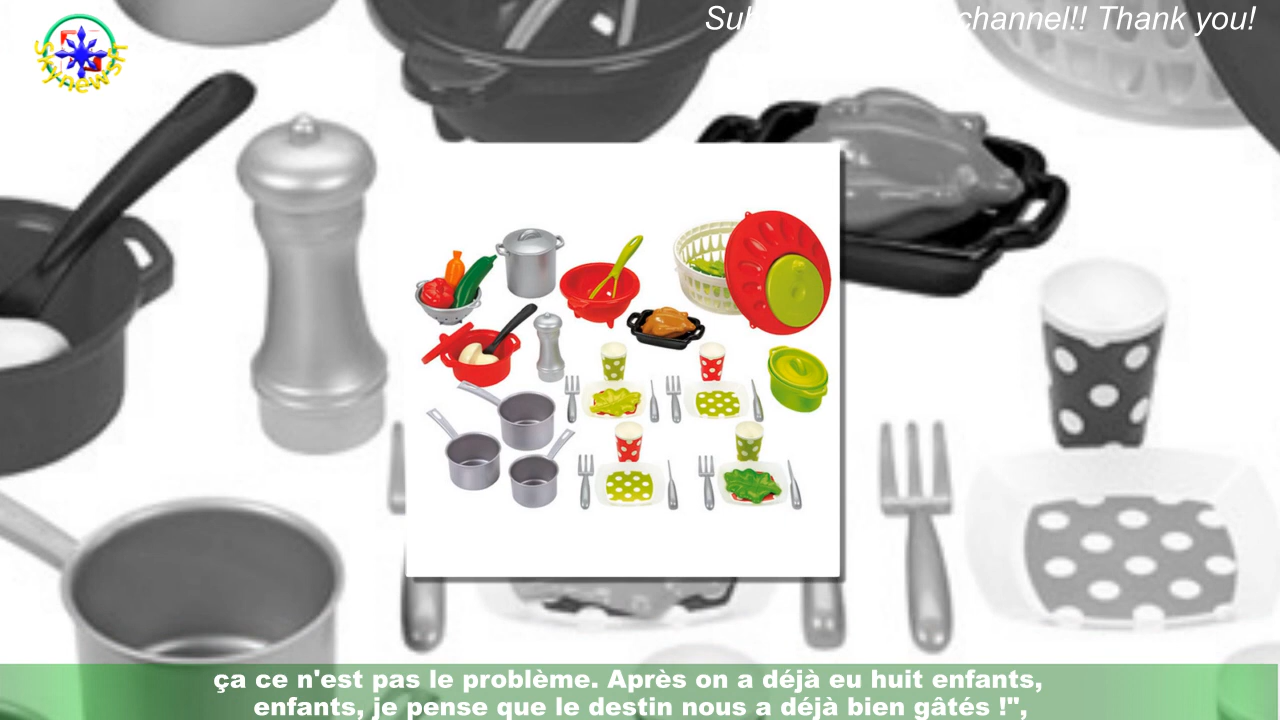 Sub channel!! Thank you!
ça ce n'est pas le problème. Après on a déjà eu huit enfants,
enfants, je pense que le destin nous a déjà bien gâtés !",